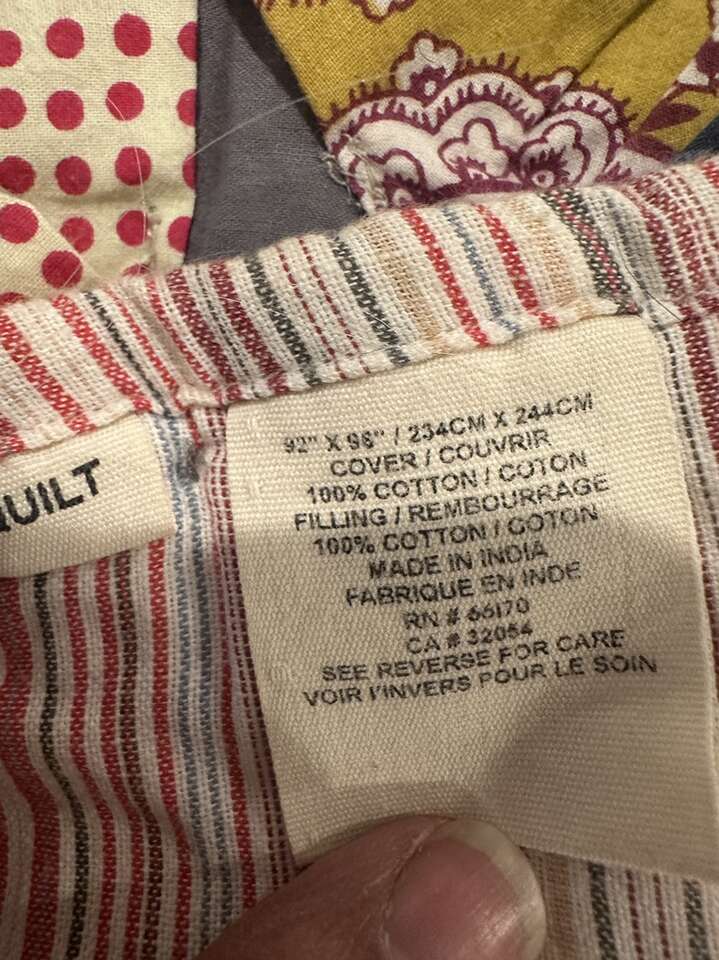 QUILT
92" X 96" / 234CM X 244CM
COVER / COUVRIR
100% COTTON / COTON
FILLING / REMBOURRAGE
100% COTTON / COTON
MADE IN INDIA
FABRIQUE EN INDE
RN # 66170
CA # 32054
SEE REVERSE FOR CARE
VOIR l'INVERS POUR LE SOIN